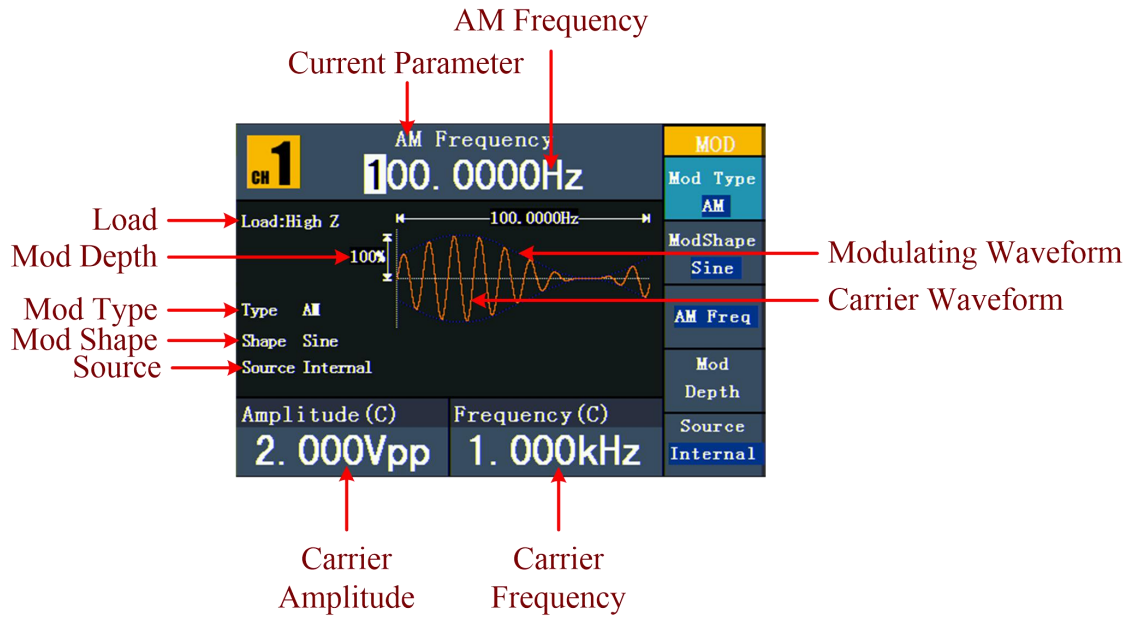 AM Frequency
Current Parameter
CH 1
AM Frequency
100.0000Hz
MOD
Mod Type
AM
ModShape
Sine
AM Freq
Mod
Depth
Source
Internal
Load
Load:High Z
100.0000Hz
Mod Depth
100%
Modulating Waveform
Carrier Waveform
Mod Type
Type AM
Mod Shape
Shape Sine
Source
Source Internal
Amplitude(C)
2.000Vpp
Frequency(C)
1.000kHz
Carrier
Amplitude
Carrier
Frequency